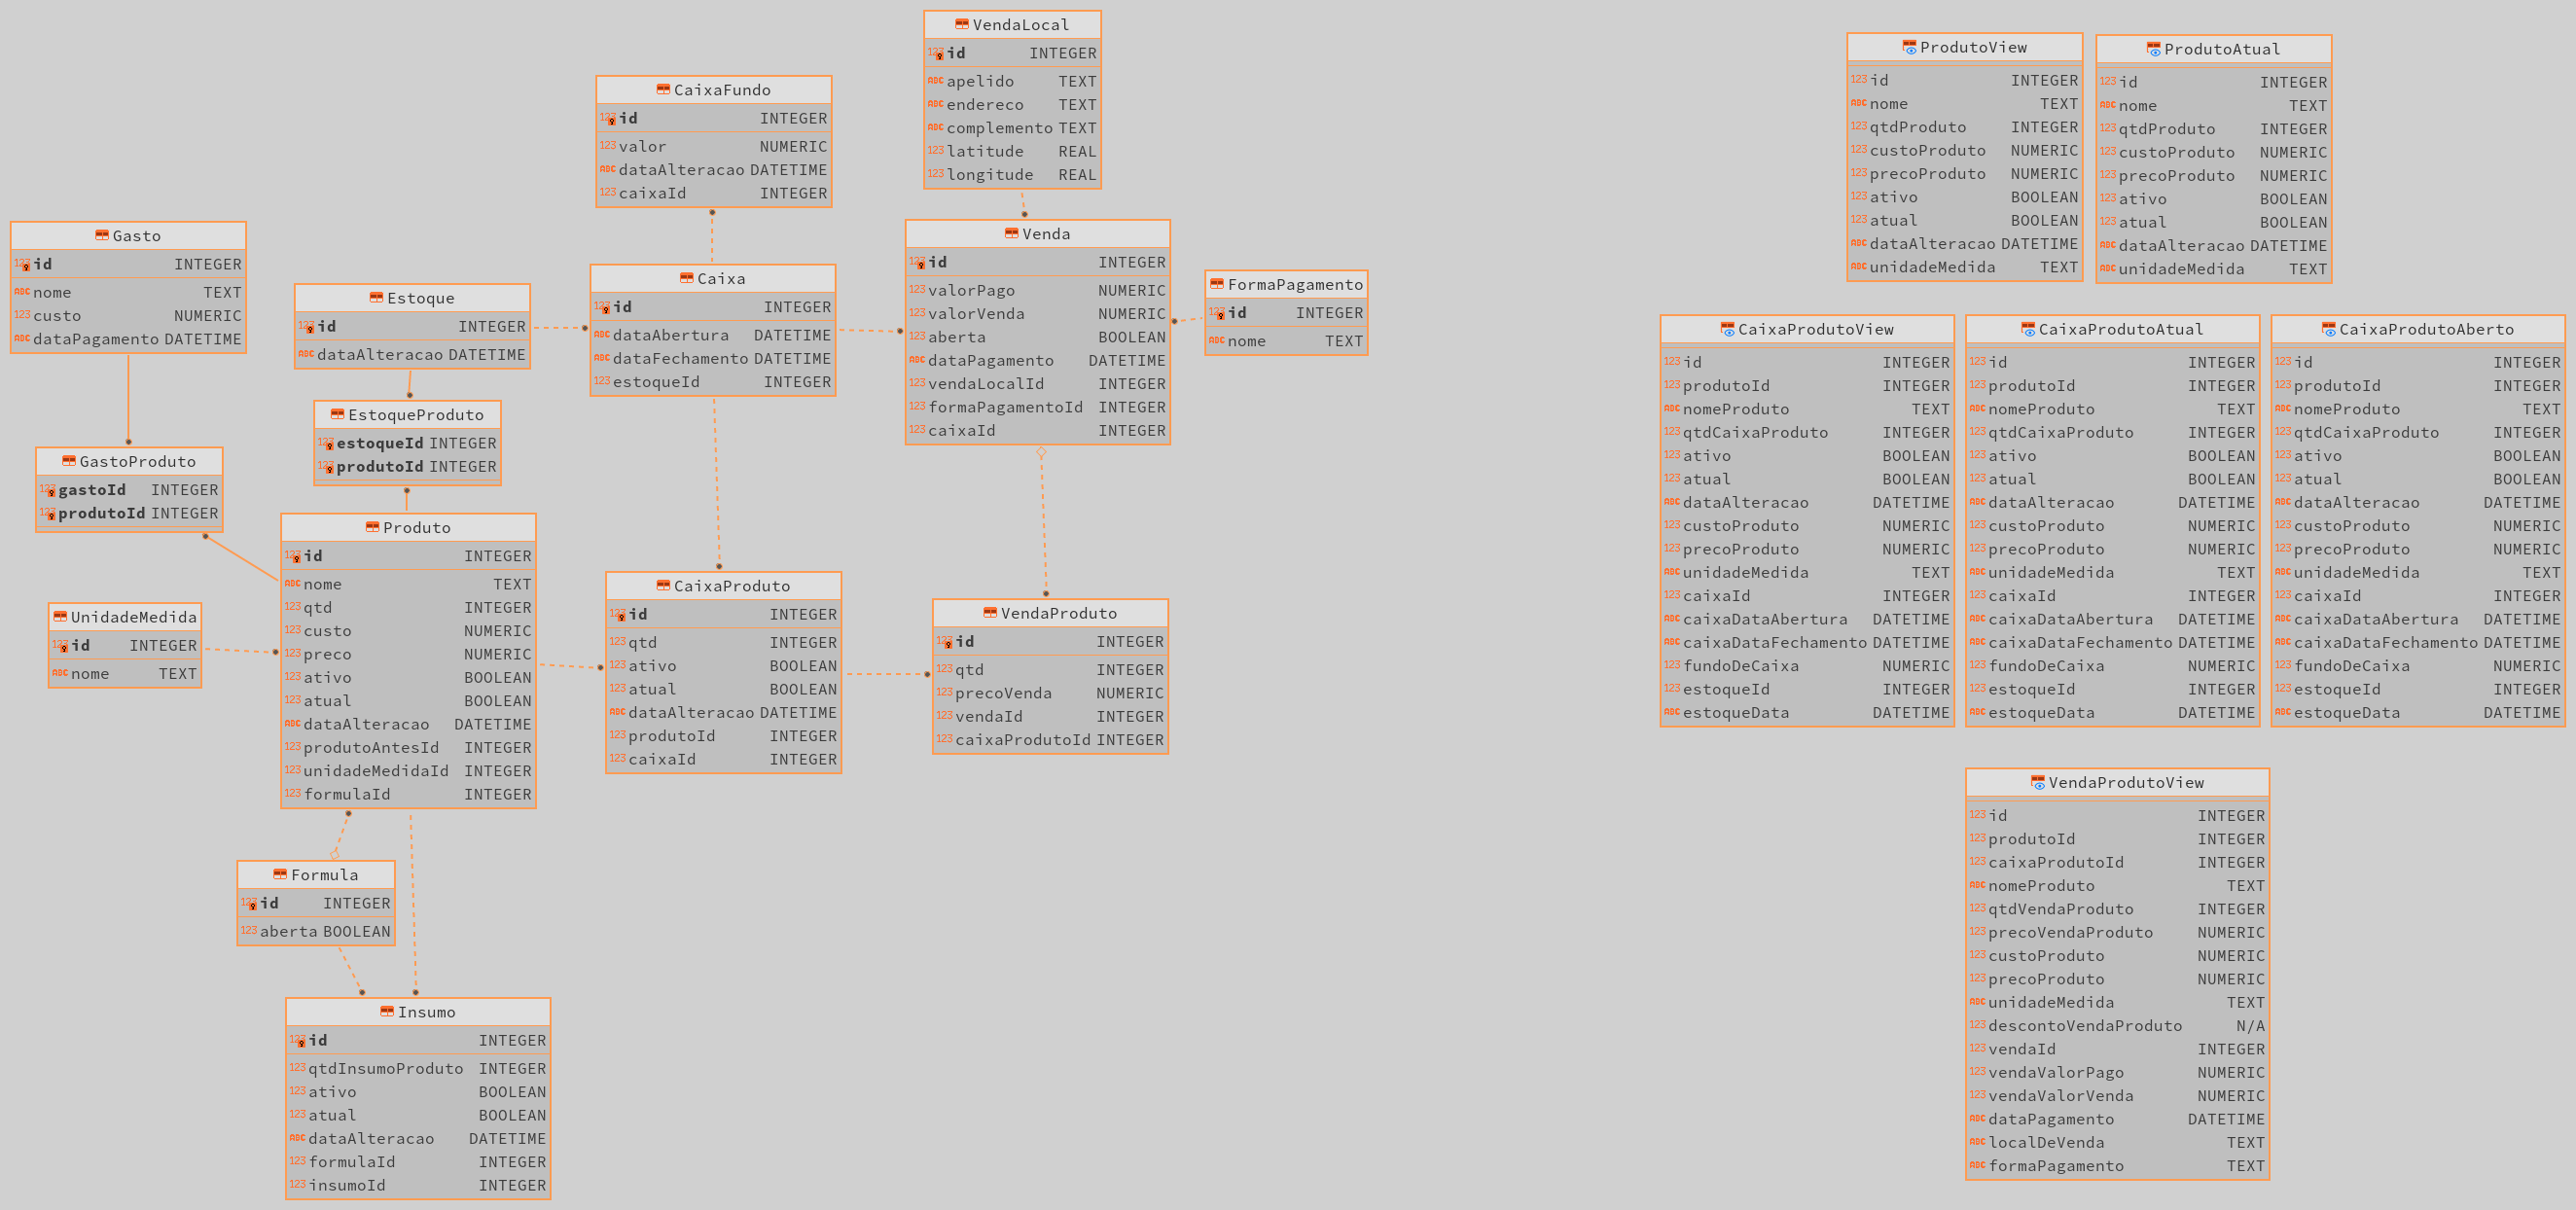 VendaLocal
id INTEGER
apelido TEXT
endereco TEXT
complemento TEXT
latitude REAL
longitude REAL
CaixaFundo
id INTEGER
valor NUMERIC
dataAlteracao DATETIME
caixaId INTEGER
Gasto
id INTEGER
nome TEXT
custo NUMERIC
dataPagamento DATETIME
Estoque
id INTEGER
dataAlteracao DATETIME
Caixa
id INTEGER
dataAbertura DATETIME
dataFechamento DATETIME
estoqueId INTEGER
Venda
id INTEGER
valorPago NUMERIC
valorVenda NUMERIC
aberta BOOLEAN
dataPagamento DATETIME
vendaLocalId INTEGER
formaPagamentoId INTEGER
caixaId INTEGER
FormaPagamento
id INTEGER
nome TEXT
EstoqueProduto
estoqueId INTEGER
produtoId INTEGER
GastoProduto
gastoId INTEGER
produtoId INTEGER
Produto
id INTEGER
nome TEXT
qtd INTEGER
custo NUMERIC
preco NUMERIC
ativo BOOLEAN
atual BOOLEAN
dataAlteracao DATETIME
produtoAntesId INTEGER
unidadeMedidaId INTEGER
formulaId INTEGER
UnidadeMedida
id INTEGER
nome TEXT
CaixaProduto
id INTEGER
qtd INTEGER
ativo BOOLEAN
atual BOOLEAN
dataAlteracao DATETIME
produtoId INTEGER
caixaId INTEGER
VendaProduto
id INTEGER
qtd INTEGER
precoVenda NUMERIC
vendaId INTEGER
caixaProdutoId INTEGER
Formula
id INTEGER
aberta BOOLEAN
Insumo
id INTEGER
qtdInsumoProduto INTEGER
ativo BOOLEAN
atual BOOLEAN
dataAlteracao DATETIME
formulaId INTEGER
insumoId INTEGER
ProdutoView
id INTEGER
nome TEXT
qtdProduto INTEGER
custoProduto NUMERIC
precoProduto NUMERIC
ativo BOOLEAN
atual BOOLEAN
dataAlteracao DATETIME
unidadeMedida TEXT
ProdutoAtual
id INTEGER
nome TEXT
qtdProduto INTEGER
custoProduto NUMERIC
precoProduto NUMERIC
ativo BOOLEAN
atual BOOLEAN
dataAlteracao DATETIME
unidadeMedida TEXT
CaixaProdutoView
id INTEGER
produtoId INTEGER
nomeProduto TEXT
qtdCaixaProduto INTEGER
ativo BOOLEAN
atual BOOLEAN
dataAlteracao DATETIME
custoProduto NUMERIC
precoProduto NUMERIC
unidadeMedida TEXT
caixaId INTEGER
caixaDataAbertura DATETIME
caixaDataFechamento DATETIME
fundoDeCaixa NUMERIC
estoqueId INTEGER
estoqueData DATETIME
CaixaProdutoAtual
id INTEGER
produtoId INTEGER
nomeProduto TEXT
qtdCaixaProduto INTEGER
ativo BOOLEAN
atual BOOLEAN
dataAlteracao DATETIME
custoProduto NUMERIC
precoProduto NUMERIC
unidadeMedida TEXT
caixaId INTEGER
caixaDataAbertura DATETIME
caixaDataFechamento DATETIME
fundoDeCaixa NUMERIC
estoqueId INTEGER
estoqueData DATETIME
CaixaProdutoAberto
id INTEGER
produtoId INTEGER
nomeProduto TEXT
qtdCaixaProduto INTEGER
ativo BOOLEAN
atual BOOLEAN
dataAlteracao DATETIME
custoProduto NUMERIC
precoProduto NUMERIC
unidadeMedida TEXT
caixaId INTEGER
caixaDataAbertura DATETIME
caixaDataFechamento DATETIME
fundoDeCaixa NUMERIC
estoqueId INTEGER
estoqueData DATETIME
VendaProdutoView
id INTEGER
produtoId INTEGER
caixaProdutoId INTEGER
nomeProduto TEXT
qtdVendaProduto INTEGER
precoVendaProduto NUMERIC
custoProduto NUMERIC
precoProduto NUMERIC
unidadeMedida TEXT
descontoVendaProduto N/A
vendaId INTEGER
vendaValorPago NUMERIC
vendaValorVenda NUMERIC
dataPagamento DATETIME
localDeVenda TEXT
formaPagamento TEXT